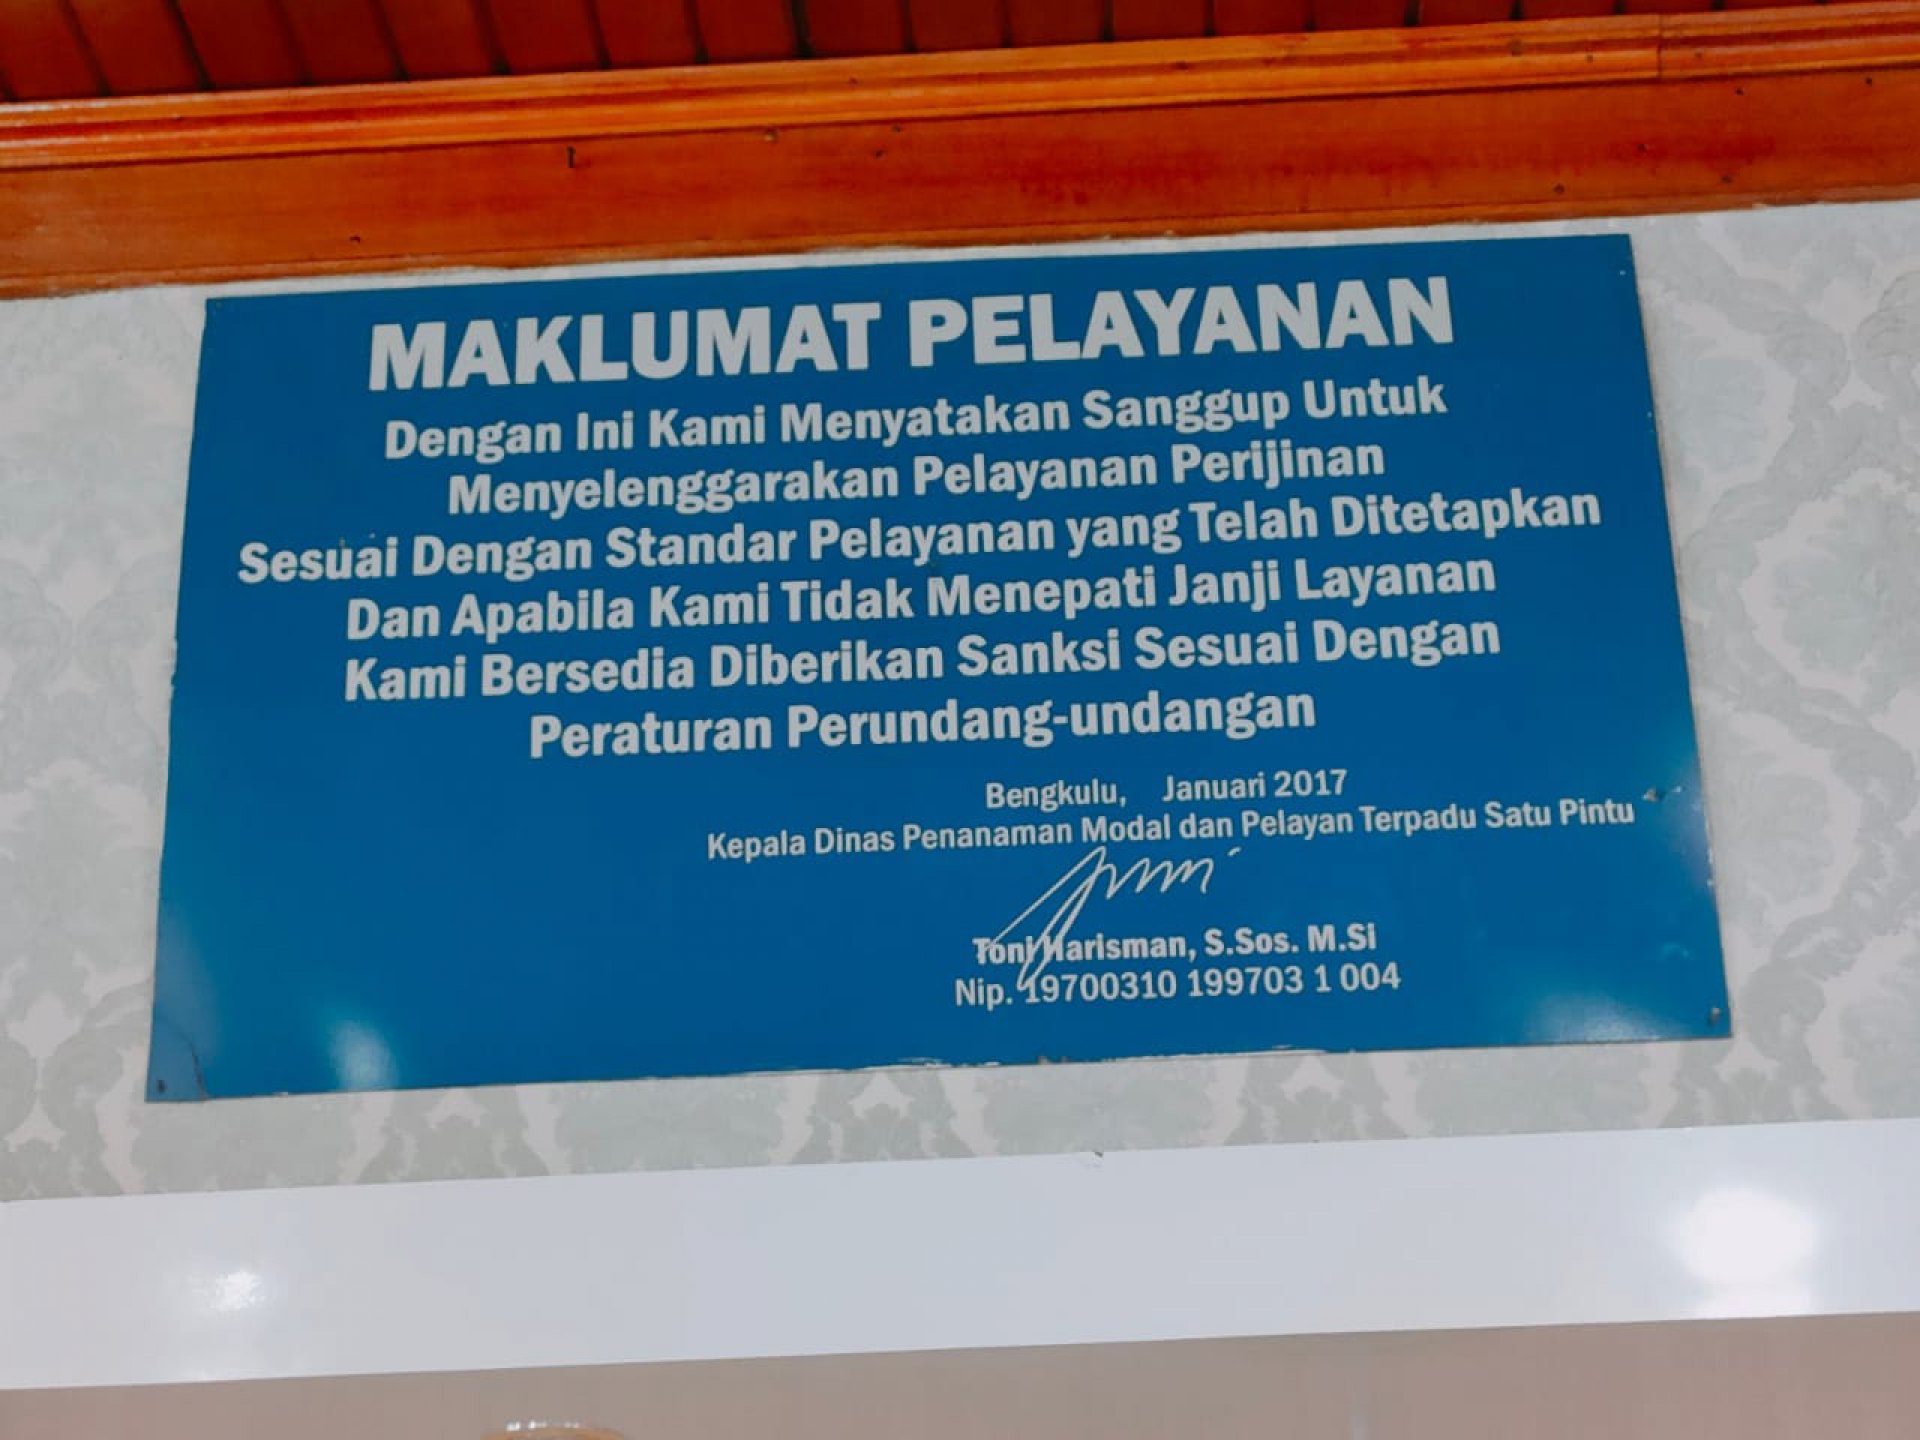 MAKLUMAT PELAYANAN
Dengan Ini Kami Menyatakan Sanggup Untuk
Menyelenggarakan Pelayanan Perijinan
Sesuai Dengan Standar Pelayanan yang Telah Ditetapkan
Dan Apabila Kami Tidak Menepati Janji Layanan
Kami Bersedia Diberikan Sanksi Sesuai Dengan
Peraturan Perundang-undangan
Bengkulu, Januari 2017
Kepala Dinas Penanaman Modal dan Pelayan Terpadu Satu Pintu
Toni Harisman, S.Sos. M.Si
Nip. 19700310 199703 1 004